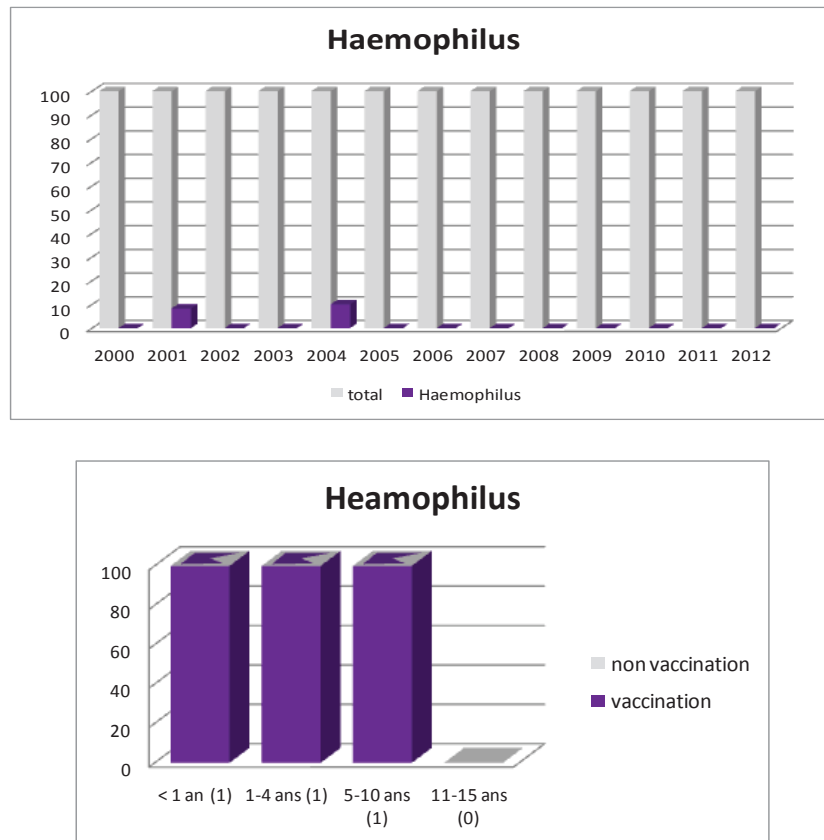 Haemophilus
100
90
80
70
60
50
40
30
20
10
0
2000 2001 2002 2003 2004 2005 2006 2007 2008 2009 2010 2011 2012
total Haemophilus
Heamophilus
100
80
60
40
20
0
non vaccination
vaccination
< 1 an (1) 1-4 ans (1) 5-10 ans (1) 11-15 ans (0)